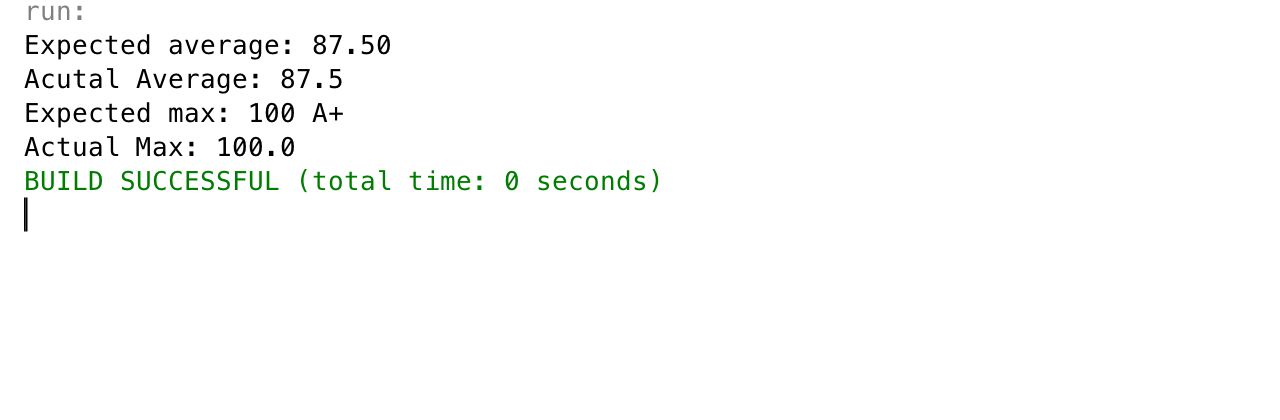 run:
Expected average: 87.50
Acutal Average: 87.5
Expected max: 100 A+
Actual Max: 100.0
BUILD SUCCESSFUL (total time: 0 seconds)